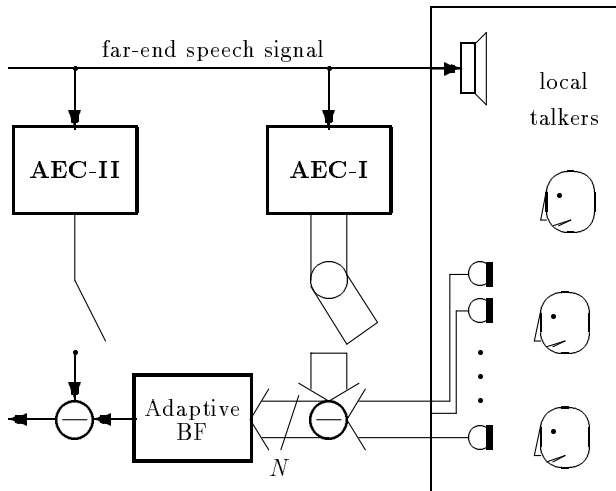 far-end speech signal
local
talkers
AEC-II
AEC-I
Adaptive
BF
N